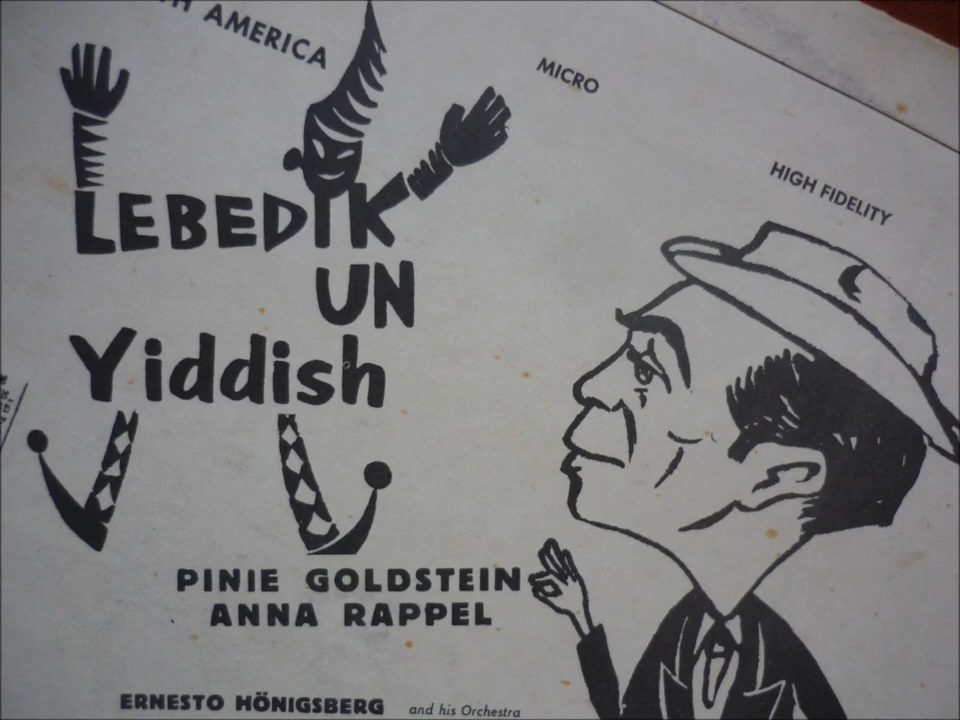 AMERICA
MICRO
HIGH FIDELITY
LEBEDIK
UN
Yiddish
PINIE GOLDSTEIN
ANNA RAPPEL
ERNESTO HÖNIGSBERG and his Orchestra